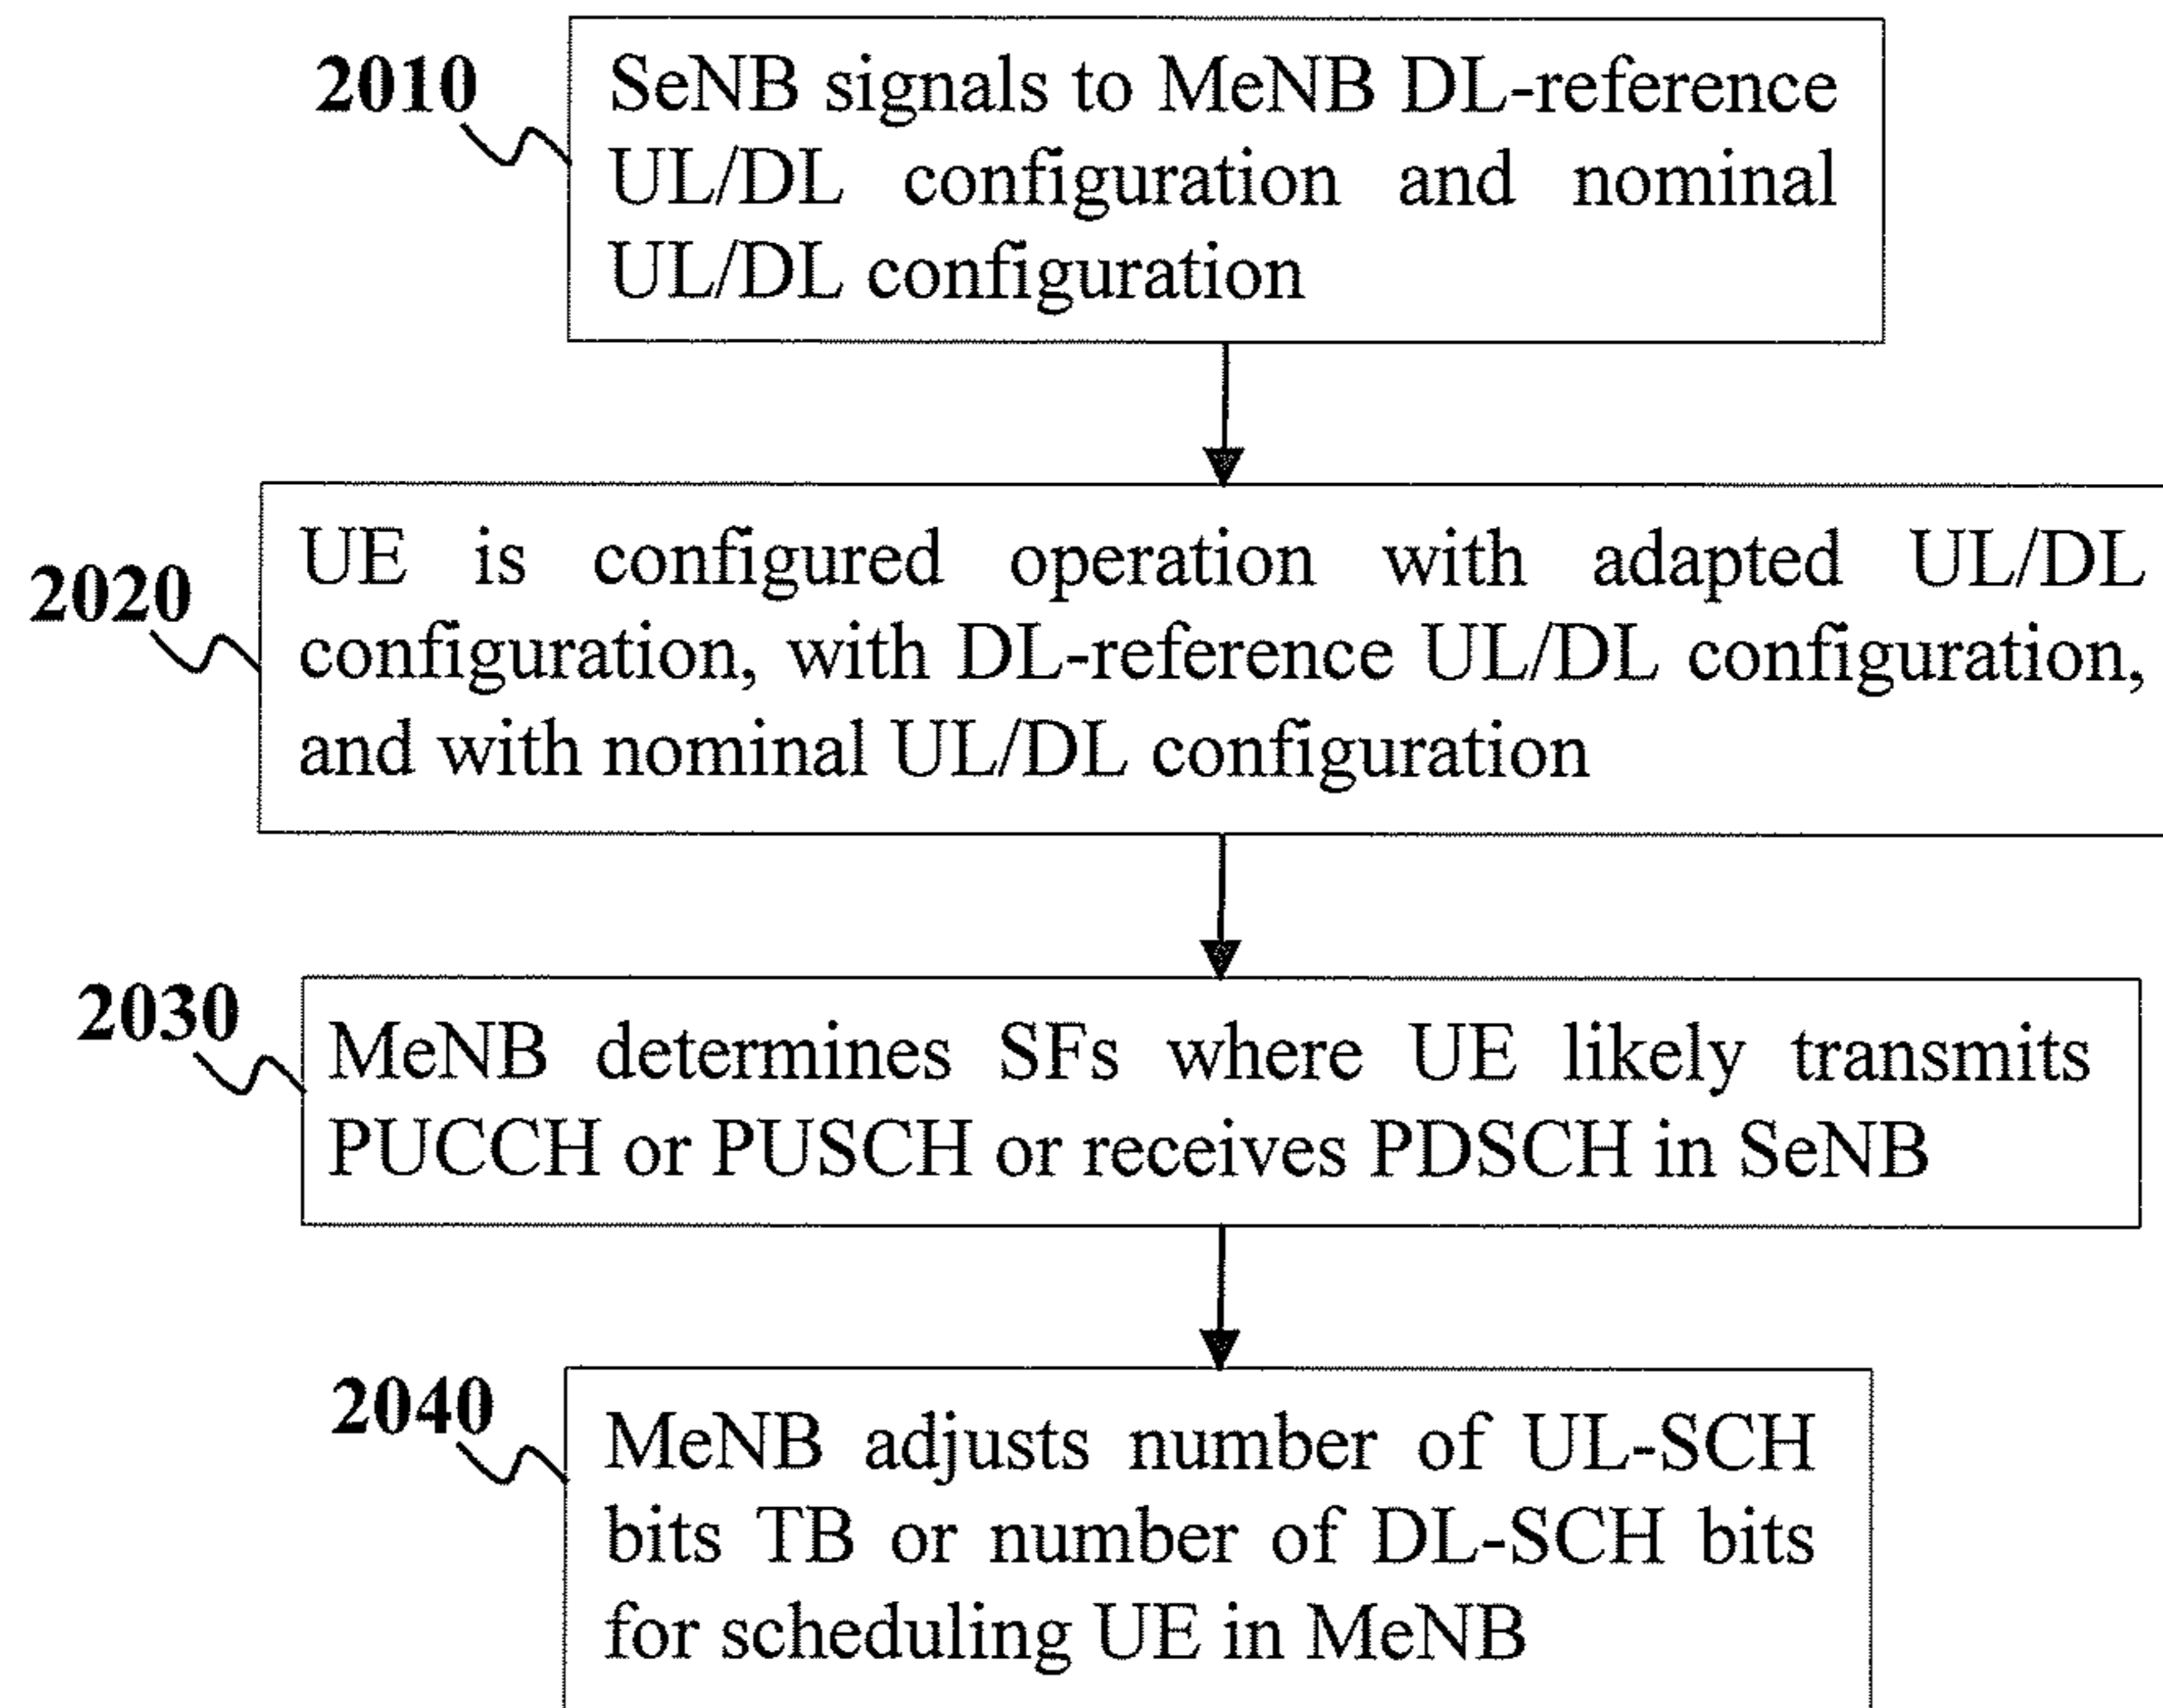 2010
SeNB signals to MeNB DL-reference
UL/DL configuration and nominal
UL/DL configuration
2020
UE is configured operation with adapted UL/DL
configuration, with DL-reference UL/DL configuration,
and with nominal UL/DL configuration
2030
MeNB determines SFs where UE likely transmits
PUCCH or PUSCH or receives PDSCH in SeNB
2040
MeNB adjusts number of UL-SCH
bits TB or number of DL-SCH bits
for scheduling UE in MeNB